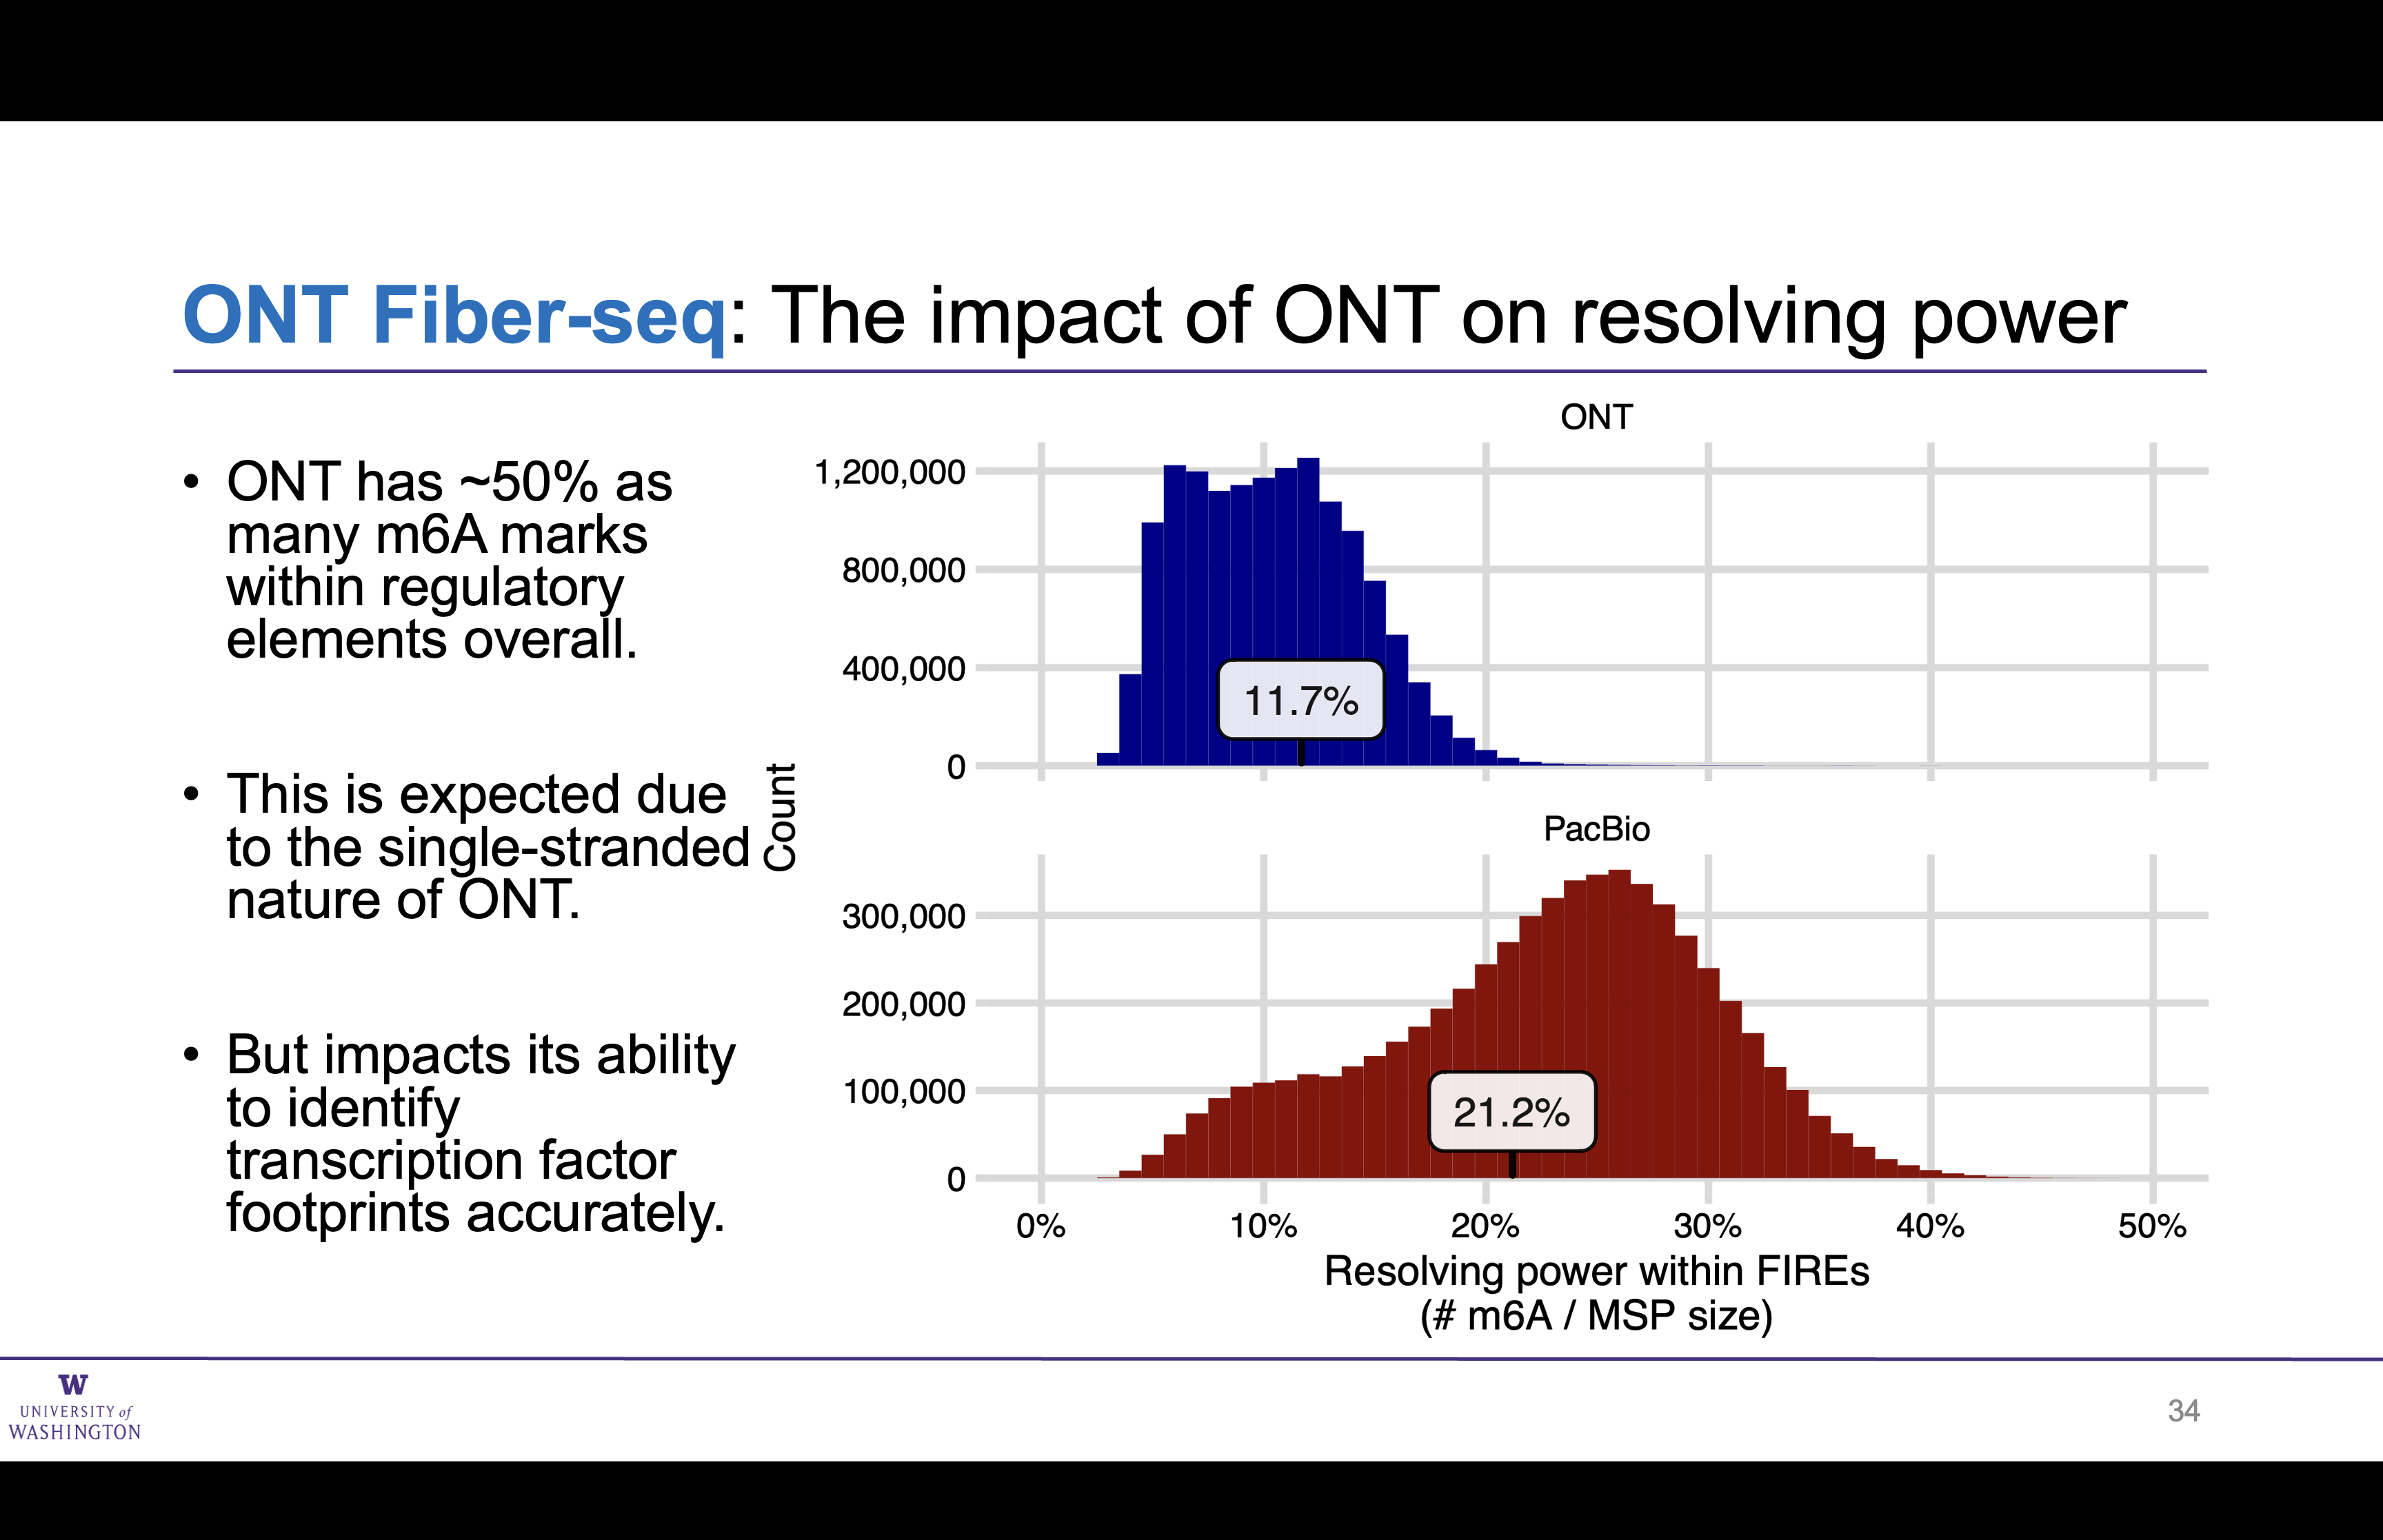 ONT Fiber-seq: The impact of ONT on resolving power
• ONT has ~50% as
many m6A marks
within regulatory
elements overall.
• This is expected due
to the single-stranded
nature of ONT.
• But impacts its ability
to identify
transcription factor
footprints accurately.
Count
ONT
1,200,000
800,000
400,000
0
11.7%
PacBio
300,000
200,000
100,000
0
21.2%
0% 10% 20% 30% 40% 50%
Resolving power within FIREs
(# m6A / MSP size)
W
UNIVERSITY of
WASHINGTON
34